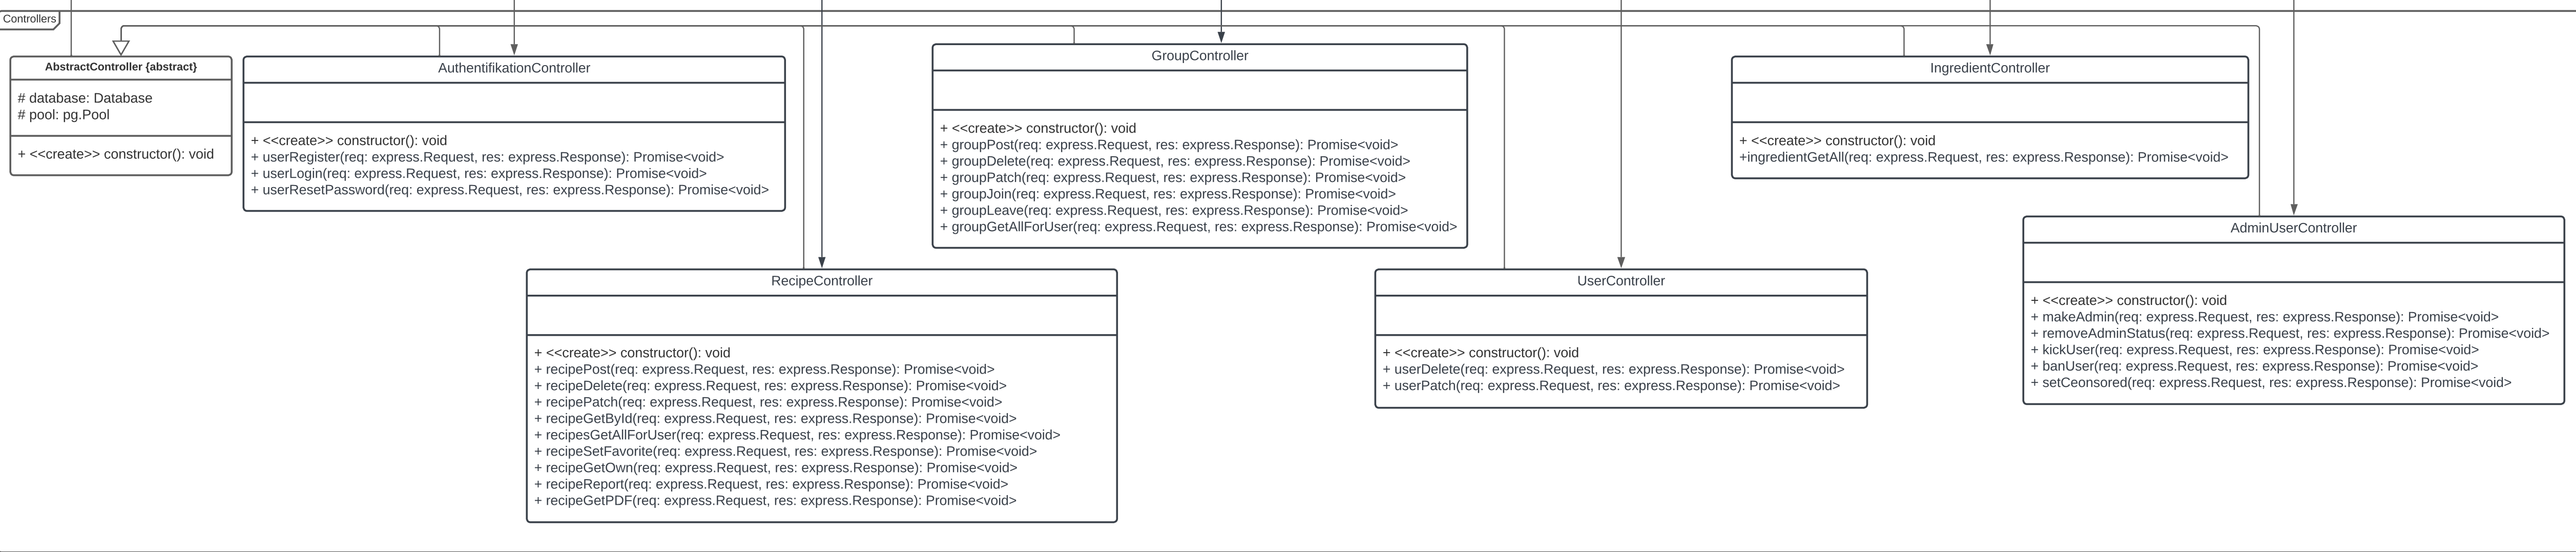 Controllers
AbstractController {abstract}
# database: Database
# pool: pg.Pool
+ <<create>> constructor(): void
AuthentifikationController
+ <<create>> constructor(): void
+ userRegister(req: express.Request, res: express.Response): Promise<void>
+ userLogin(req: express.Request, res: express.Response): Promise<void>
+ userResetPassword(req: express.Request, res: express.Response): Promise<void>
GroupController
+ <<create>> constructor(): void
+ groupPost(req: express.Request, res: express.Response): Promise<void>
+ groupDelete(req: express.Request, res: express.Response): Promise<void>
+ groupPatch(req: express.Request, res: express.Response): Promise<void>
+ groupJoin(req: express.Request, res: express.Response): Promise<void>
+ groupLeave(req: express.Request, res: express.Response): Promise<void>
+ groupGetAllForUser(req: express.Request, res: express.Response): Promise<void>
IngredientController
+ <<create>> constructor(): void
+ingredientGetAll(req: express.Request, res: express.Response): Promise<void>
AdminUserController
+ <<create>> constructor(): void
+ makeAdmin(req: express.Request, res: express.Response): Promise<void>
+ removeAdminStatus(req: express.Request, res: express.Response): Promise<void>
+ kickUser(req: express.Request, res: express.Response): Promise<void>
+ banUser(req: express.Request, res: express.Response): Promise<void>
+ setCeonsored(req: express.Request, res: express.Response): Promise<void>
RecipeController
+ <<create>> constructor(): void
+ recipePost(req: express.Request, res: express.Response): Promise<void>
+ recipeDelete(req: express.Request, res: express.Response): Promise<void>
+ recipePatch(req: express.Request, res: express.Response): Promise<void>
+ recipeGetById(req: express.Request, res: express.Response): Promise<void>
+ recipesGetAllForUser(req: express.Request, res: express.Response): Promise<void>
+ recipeSetFavorite(req: express.Request, res: express.Response): Promise<void>
+ recipeGetOwn(req: express.Request, res: express.Response): Promise<void>
+ recipeReport(req: express.Request, res: express.Response): Promise<void>
+ recipeGetPDF(req: express.Request, res: express.Response): Promise<void>
UserController
+ <<create>> constructor(): void
+ userDelete(req: express.Request, res: express.Response): Promise<void>
+ userPatch(req: express.Request, res: express.Response): Promise<void>